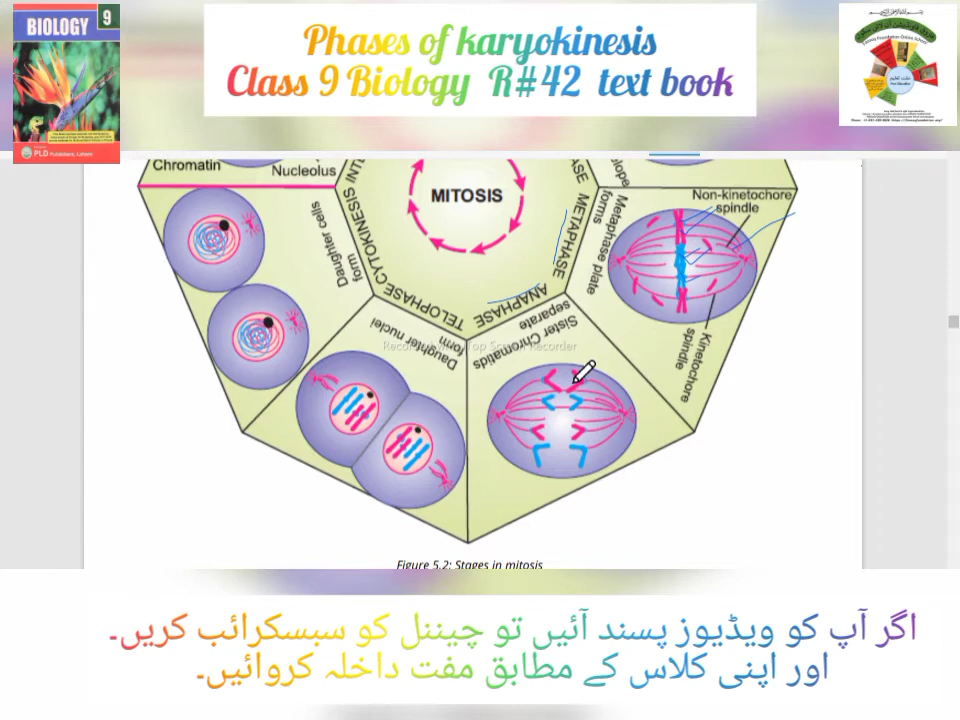 BIOLOGY 9
PLD Publishers, Lahore
Phases of karyokinesis
Class 9 Biology R#42 text book
Chromatin
Nucleolus
MITOSIS
METAPHASE
Metaphase plate
forms
Non-kinetochore
spindle
Kinetochore
spindle
ANAPHASE
Sister Chromatids
separate
TELOPHASE
Daughter nuclei
form
CYTOKINESIS
Daughter cells
form
Figure 5.2: Stages in mitosis
اگر آپ کو ویڈیوز پسند آئیں تو چیننل کو سبسکرائب کریں۔
اور اپنی کلاس کے مطابق مفت داخلہ کروائیں۔